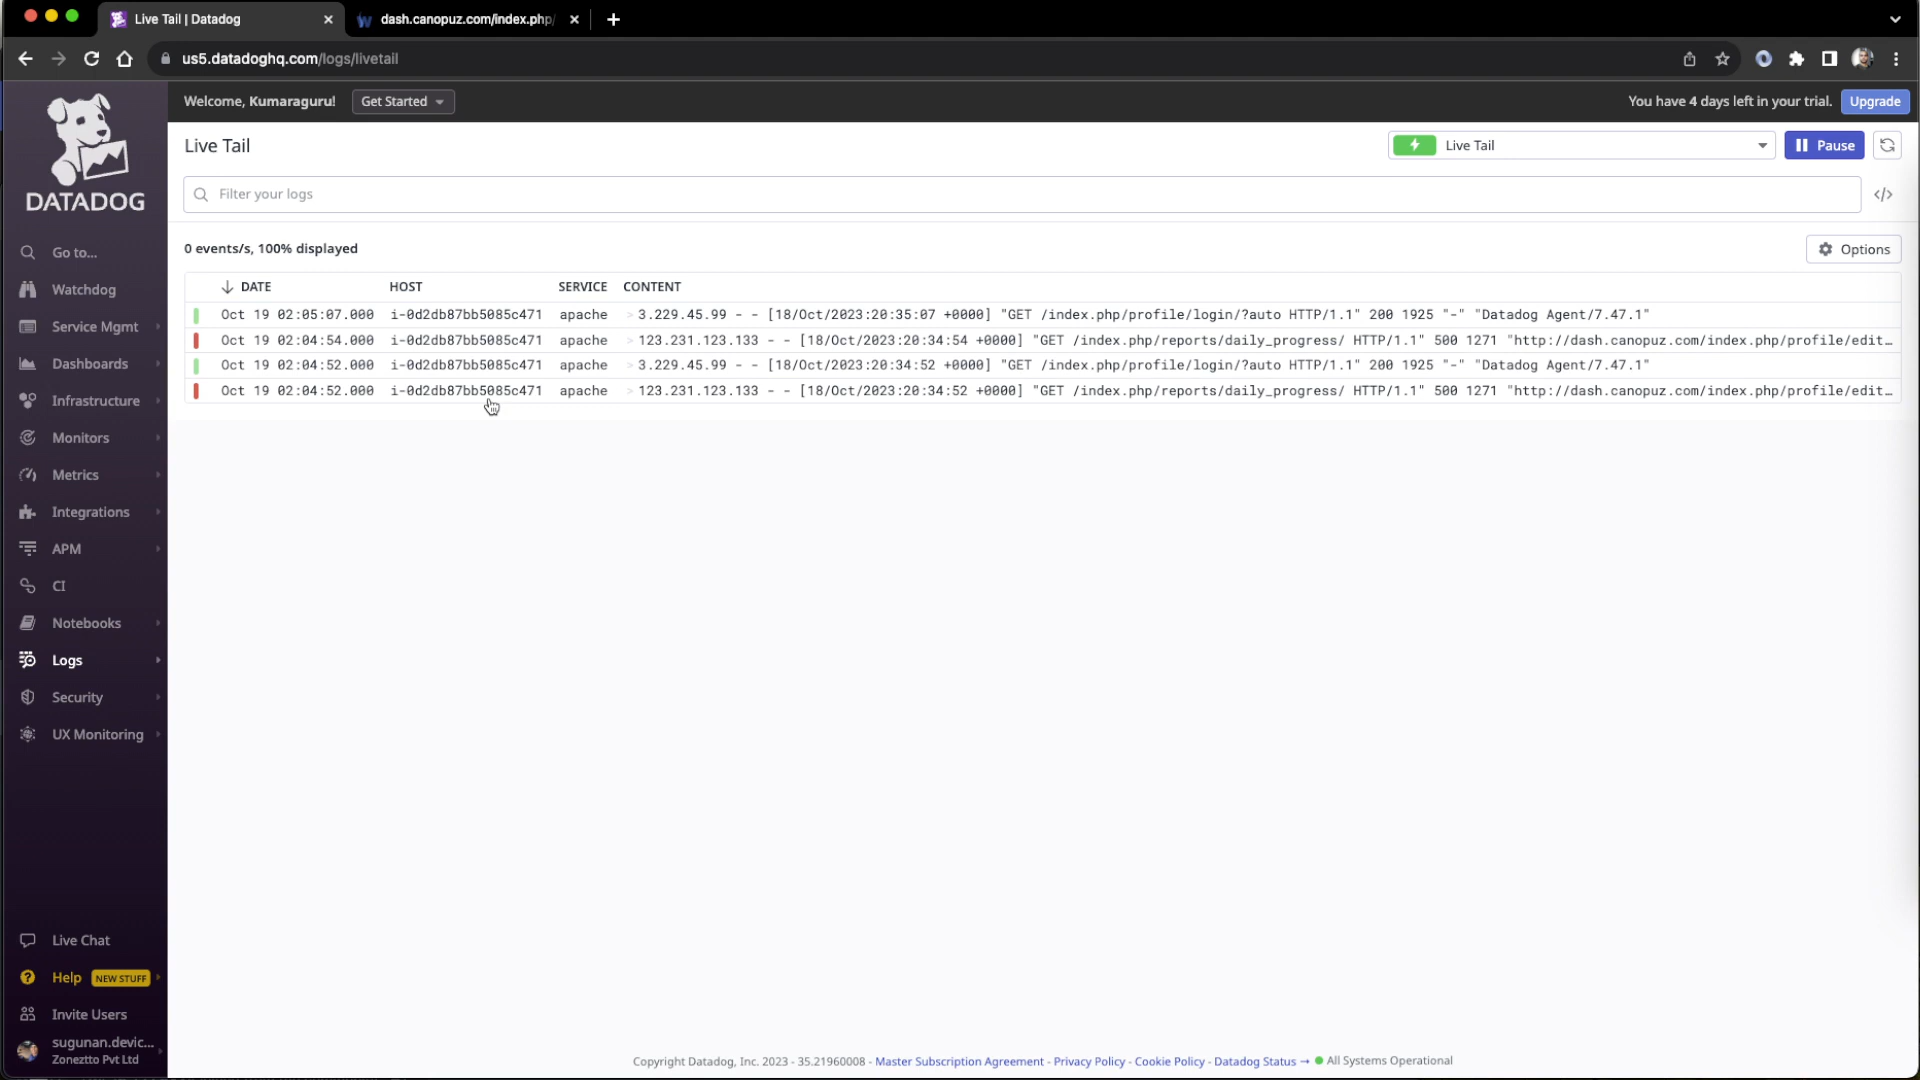 Live Tail | Datadog
dash.canopuz.com/index.php/
us5.datadoghq.com/logs/livetail
Welcome, Kumaraguru!
Get Started
You have 4 days left in your trial.
Upgrade
DATADOG
Go to...
Watchdog
Service Mgmt
Dashboards
Infrastructure
Monitors
Metrics
Integrations
APM
CI
Notebooks
Logs
Security
UX Monitoring
Live Chat
Help NEW STUFF
Invite Users
sugunan.devic...
Zoneztto Pvt Ltd
Live Tail
Live Tail
Pause
Filter your logs
</>
0 events/s, 100% displayed
Options
DATE HOST SERVICE CONTENT
Oct 19 02:05:07.000 i-0d2db87bb5085c471 apache > 3.229.45.99 - - [18/Oct/2023:20:35:07 +0000] "GET /index.php/profile/login/?auto HTTP/1.1" 200 1925 "-" "Datadog Agent/7.47.1"
Oct 19 02:04:54.000 i-0d2db87bb5085c471 apache > 123.231.123.133 - - [18/Oct/2023:20:34:54 +0000] "GET /index.php/reports/daily_progress/ HTTP/1.1" 500 1271 "http://dash.canopuz.com/index.php/profile/edit…
Oct 19 02:04:52.000 i-0d2db87bb5085c471 apache > 3.229.45.99 - - [18/Oct/2023:20:34:52 +0000] "GET /index.php/profile/login/?auto HTTP/1.1" 200 1925 "-" "Datadog Agent/7.47.1"
Oct 19 02:04:52.000 i-0d2db87bb5085c471 apache > 123.231.123.133 - - [18/Oct/2023:20:34:52 +0000] "GET /index.php/reports/daily_progress/ HTTP/1.1" 500 1271 "http://dash.canopuz.com/index.php/profile/edit…
Copyright Datadog, Inc. 2023 - 35.21960008 - Master Subscription Agreement - Privacy Policy - Cookie Policy - Datadog Status → All Systems Operational